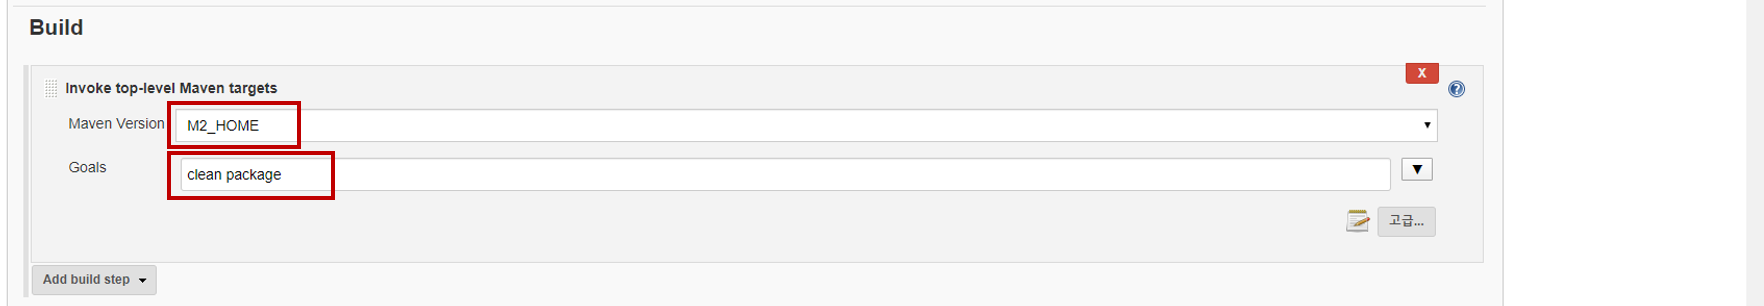 Build
Invoke top-level Maven targets
X
Maven Version
M2_HOME
Goals
clean package
고급...
Add build step